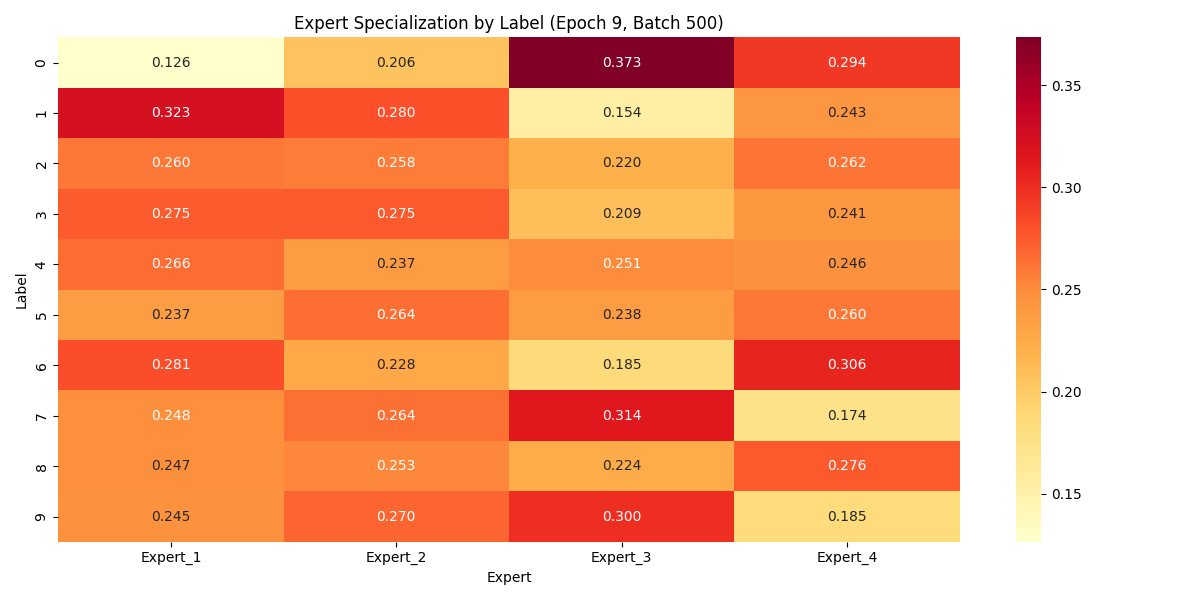 Expert Specialization by Label (Epoch 9, Batch 500)
0 0.126 0.206 0.373 0.294
1 0.323 0.280 0.154 0.243
2 0.260 0.258 0.220 0.262
3 0.275 0.275 0.209 0.241
4 0.266 0.237 0.251 0.246
5 0.237 0.264 0.238 0.260
6 0.281 0.228 0.185 0.306
7 0.248 0.264 0.314 0.174
8 0.247 0.253 0.224 0.276
9 0.245 0.270 0.300 0.185
Label
Expert_1 Expert_2 Expert_3 Expert_4
Expert
0.35
0.30
0.25
0.20
0.15